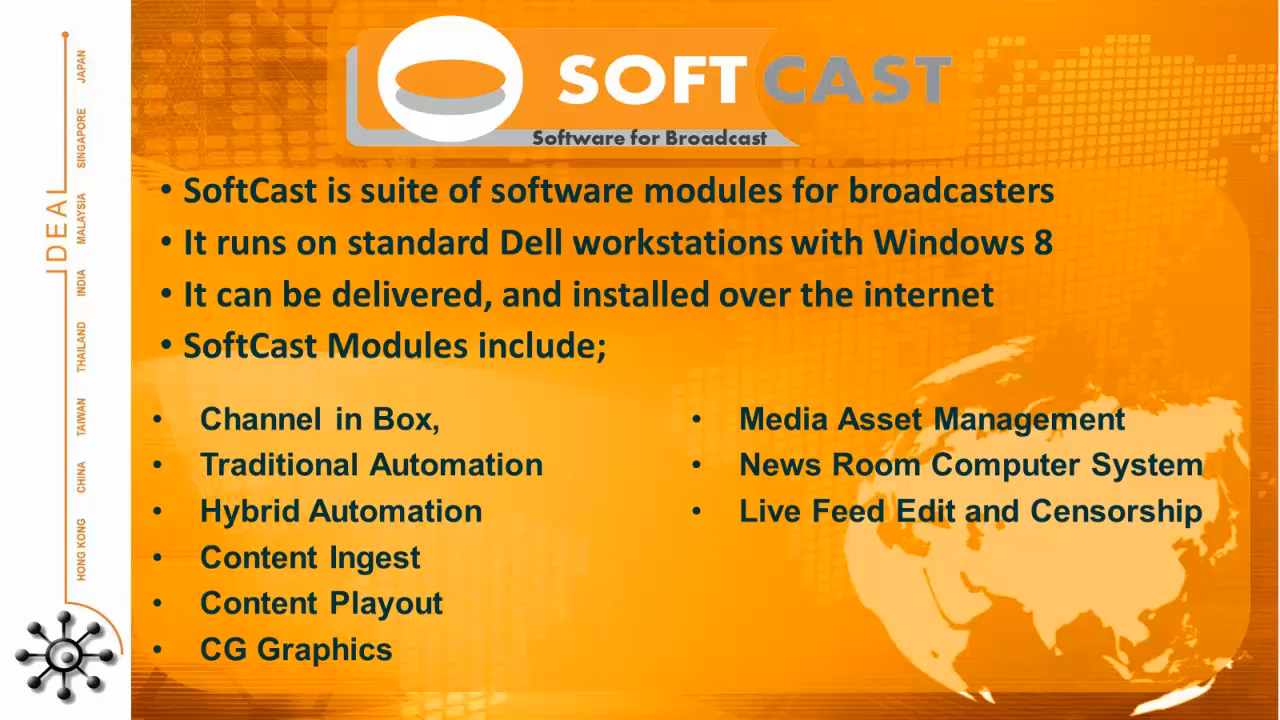 SOFTCAST
Software for Broadcast
• SoftCast is suite of software modules for broadcasters
• It runs on standard Dell workstations with Windows 8
• It can be delivered, and installed over the internet
• SoftCast Modules include;
• Channel in Box,
• Traditional Automation
• Hybrid Automation
• Content Ingest
• Content Playout
• CG Graphics
• Media Asset Management
• News Room Computer System
• Live Feed Edit and Censorship
IDEAL
HONG KONG CHINA TAIWAN THAILAND INDIA MALAYSIA SINGAPORE JAPAN